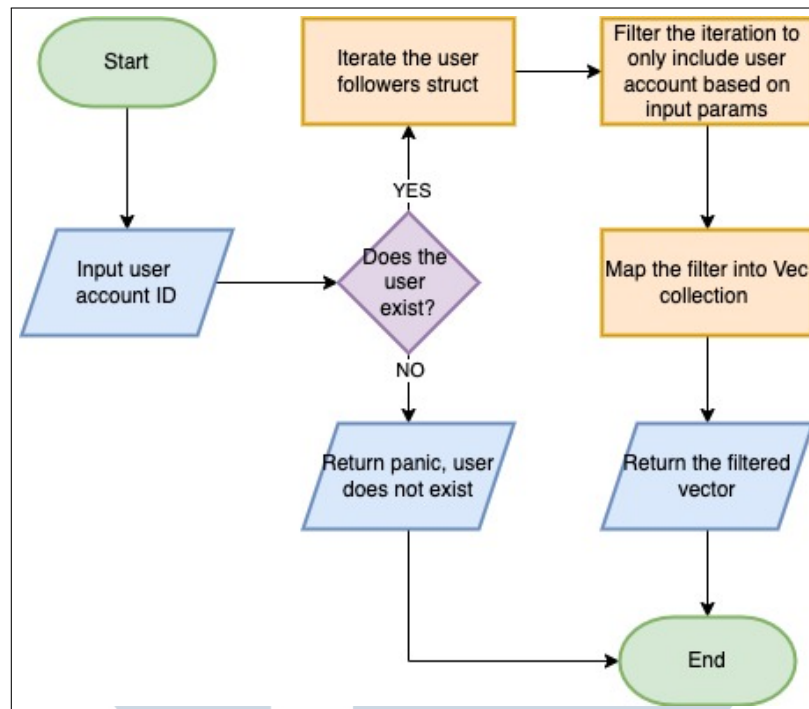 Start
Input user
account ID
Does the
user
exist?
YES
Iterate the user
followers struct
Filter the iteration to
only include user
account based on
input params
Map the filter into Vec
collection
Return the filtered
vector
NO
Return panic, user
does not exist
End